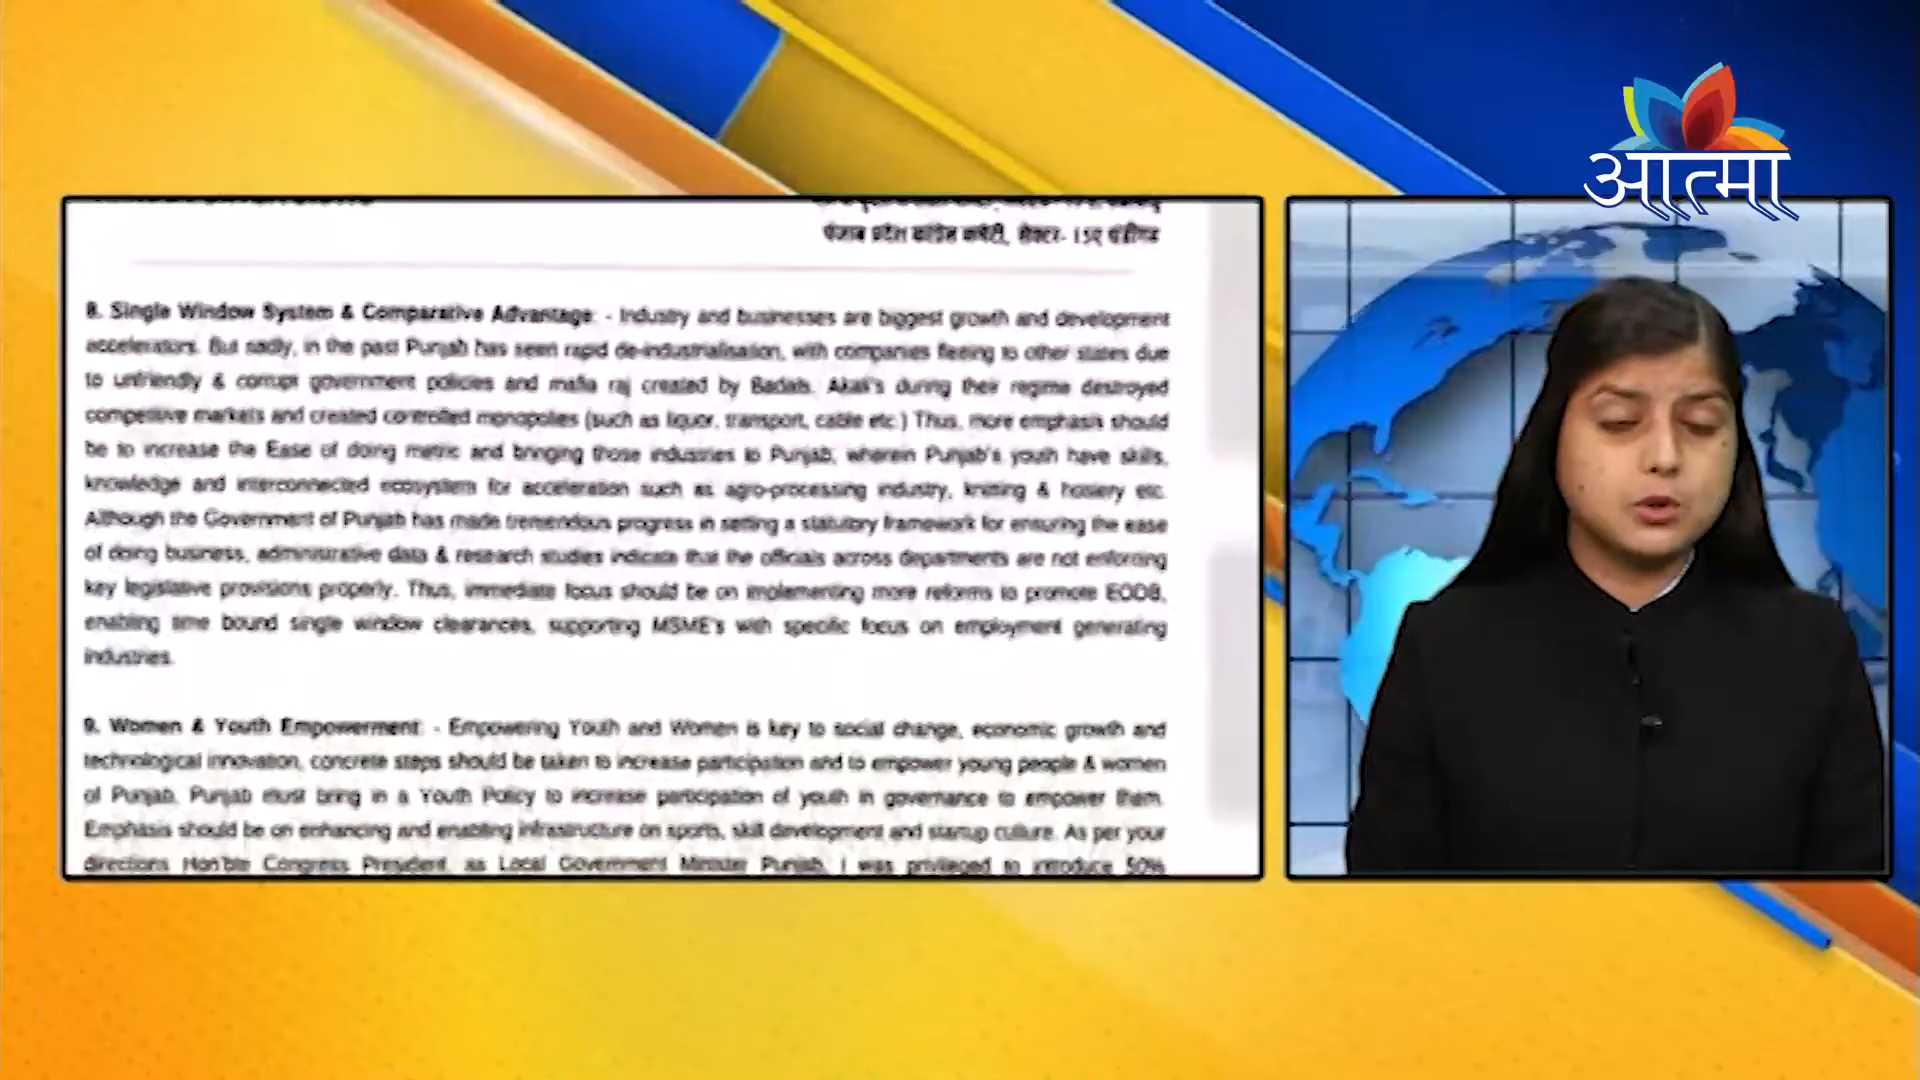 आत्मा
पंजाब प्रदेश कांग्रेस कमेटी, सेक्टर- 15ए चंडीगढ़
8. Single Window System & Comparative Advantage: - Industry and businesses are biggest growth and development
accelerators. But sadly, in the past Punjab has seen rapid de-industrialisation, with companies fleeing to other states due
to unfriendly & corrupt government policies and mafia raj created by Badals. Akali's during their regime destroyed
competitive markets and created controlled monopolies (such as liquor, transport, cable etc.) Thus, more emphasis should
be to increase the Ease of doing metric and bringing those industries to Punjab, wherein Punjab's youth have skills,
knowledge and interconnected ecosystem for acceleration such as agro-processing industry, knitting & hosiery etc.
Although the Government of Punjab has made tremendous progress in setting a statutory framework for ensuring the ease
of doing business, administrative data & research studies indicate that the officials across departments are not enforcing
key legislative provisions properly. Thus, immediate focus should be on implementing more reforms to promote EODB,
enabling time bound single window clearances, supporting MSME's with specific focus on employment generating
industries.
9. Women & Youth Empowerment: - Empowering Youth and Women is key to social change, economic growth and
technological innovation, concrete steps should be taken to increase participation and to empower young people & women
of Punjab. Punjab must bring in a Youth Policy to increase participation of youth in governance to empower them.
Emphasis should be on enhancing and enabling infrastructure on sports, skill development and startup culture. As per your
directions Hon'ble Congress President, as Local Government Minister Punjab, I was privileged to introduce 50%